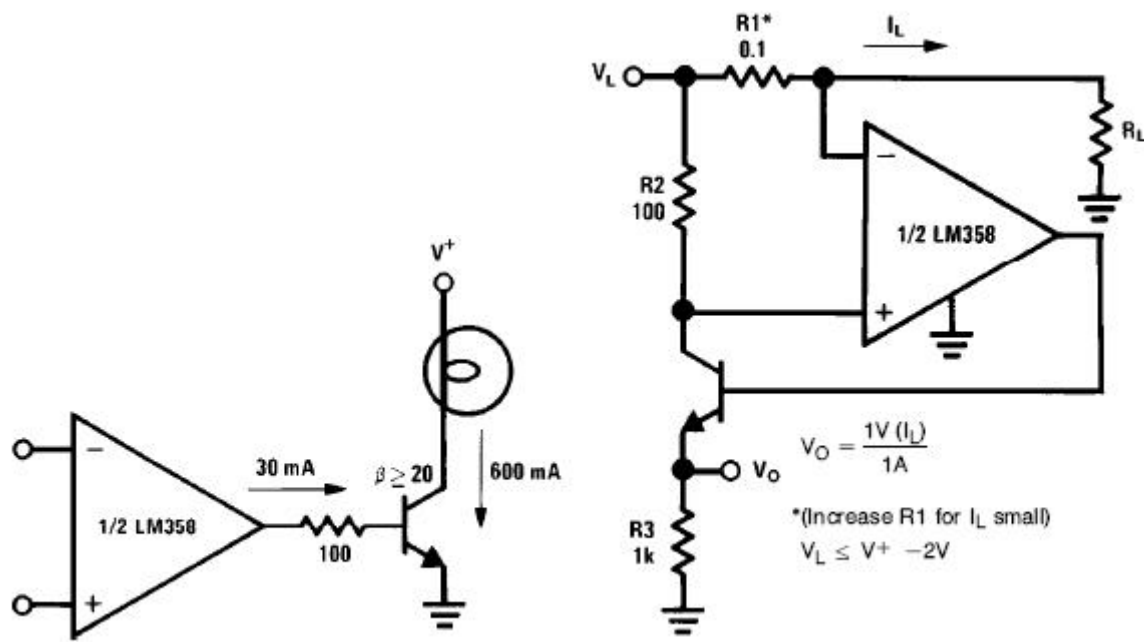 V⁺
30 mA
β ≥ 20
600 mA
−
1/2 LM358
+
100
R1*
0.1
I_L
V_L
R_L
R2
100
−
1/2 LM358
+
V_O = 1V (I_L) / 1A
V_O
R3
1k
*(Increase R1 for I_L small)
V_L ≤ V⁺ −2V